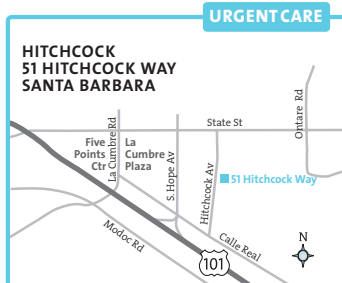 URGENT CARE
HITCHCOCK
51 HITCHCOCK WAY
SANTA BARBARA
State St
Ontare Rd
La Cumbre Rd
Five
Points
Ctr
La
Cumbre
Plaza
S. Hope Av
Hitchcock Av
51 Hitchcock Way
Modoc Rd
Calle Real
N
101